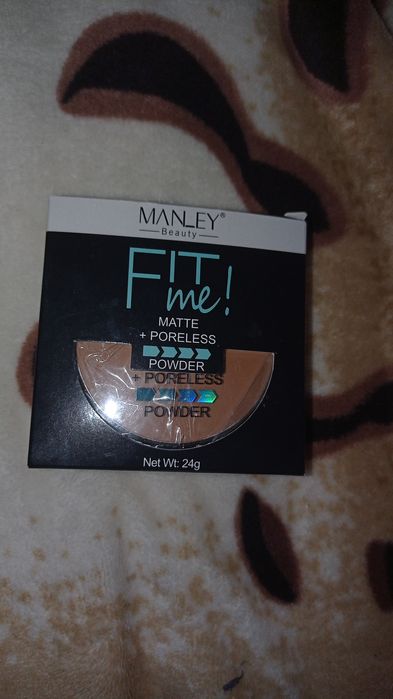 MANLEY®
Beauty
FIT
me!
MATTE
+ PORELESS
POWDER
+ PORELESS
POWDER
Net Wt: 24g